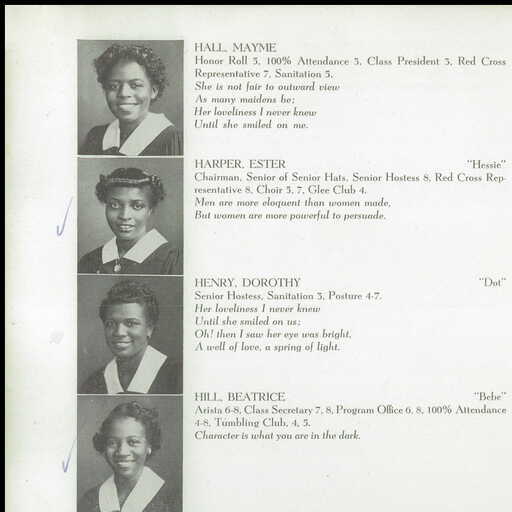 HALL, MAYME
Honor Roll 5, 100% Attendance 5, Class President 3, Red Cross
Representative 7, Sanitation 5.
She is not fair to outward view
As many maidens be;
Her loveliness I never knew
Until she smiled on me.
HARPER, ESTER "Hessie"
Chairman, Senior of Senior Hats, Senior Hostess 8, Red Cross Rep-
resentative 8, Choir 5, 7, Glee Club 4.
Men are more eloquent than women made,
But women are more powerful to persuade.
HENRY, DOROTHY "Dot"
Senior Hostess, Sanitation 3, Posture 4-7.
Her loveliness I never knew
Until she smiled on us;
Oh! then I saw her eye was bright,
A well of love, a spring of light.
HILL, BEATRICE "Bebe"
Arista 6-8, Class Secretary 7, 8, Program Office 6, 8, 100% Attendance
4-8, Tumbling Club, 4, 5.
Character is what you are in the dark.